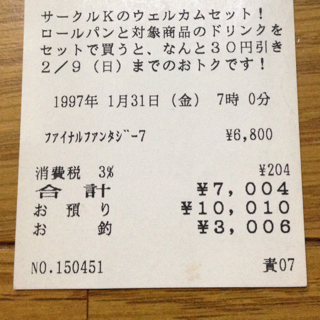 サークルKのウェルカムセット！
ロールパンと対象商品のドリンクを
セットで買うと、なんと３０円引き
２／９（日）までのおトクです！
1997年 1月31日（金） 7時 0分
ﾌｧｲﾅﾙﾌｧﾝﾀｼﾞｰ7 ¥6,800
消費税 3% ¥204
合計 ¥7,004
お預り ¥10,010
お釣 ¥3,006
NO.150451 責07